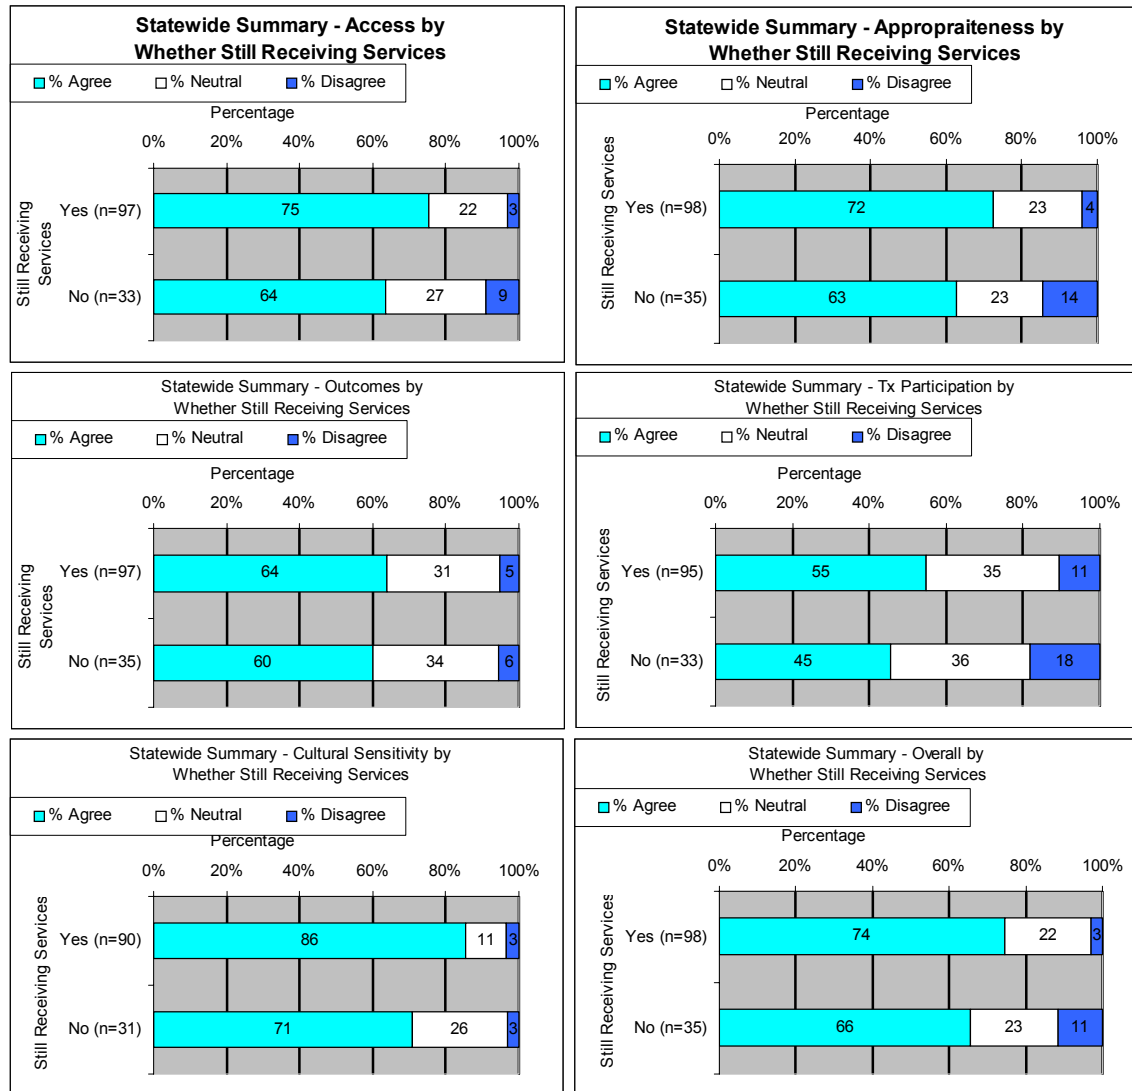 Statewide Summary - Access by
Whether Still Receiving Services
% Agree % Neutral % Disagree
Percentage
0% 20% 40% 60% 80% 100%
Still Receiving
Services
Yes (n=97) 75 22 3
No (n=33) 64 27 9
Statewide Summary - Appropraiteness by
Whether Still Receiving Services
% Agree % Neutral % Disagree
Percentage
0% 20% 40% 60% 80% 100%
Still Receiving Services
Yes (n=98) 72 23 4
No (n=35) 63 23 14
Statewide Summary - Outcomes by
Whether Still Receiving Services
% Agree % Neutral % Disagree
Percentage
0% 20% 40% 60% 80% 100%
Still Receiving
Services
Yes (n=97) 64 31 5
No (n=35) 60 34 6
Statewide Summary - Tx Participation by
Whether Still Receiving Services
% Agree % Neutral % Disagree
Percentage
0% 20% 40% 60% 80% 100%
Still Receiving Services
Yes (n=95) 55 35 11
No (n=33) 45 36 18
Statewide Summary - Cultural Sensitivity by
Whether Still Receiving Services
% Agree % Neutral % Disagree
Percentage
0% 20% 40% 60% 80% 100%
Still Receiving Services
Yes (n=90) 86 11 3
No (n=31) 71 26 3
Statewide Summary - Overall by
Whether Still Receiving Services
% Agree % Neutral % Disagree
Percentage
0% 20% 40% 60% 80% 100%
Still Receiving Services
Yes (n=98) 74 22 3
No (n=35) 66 23 11